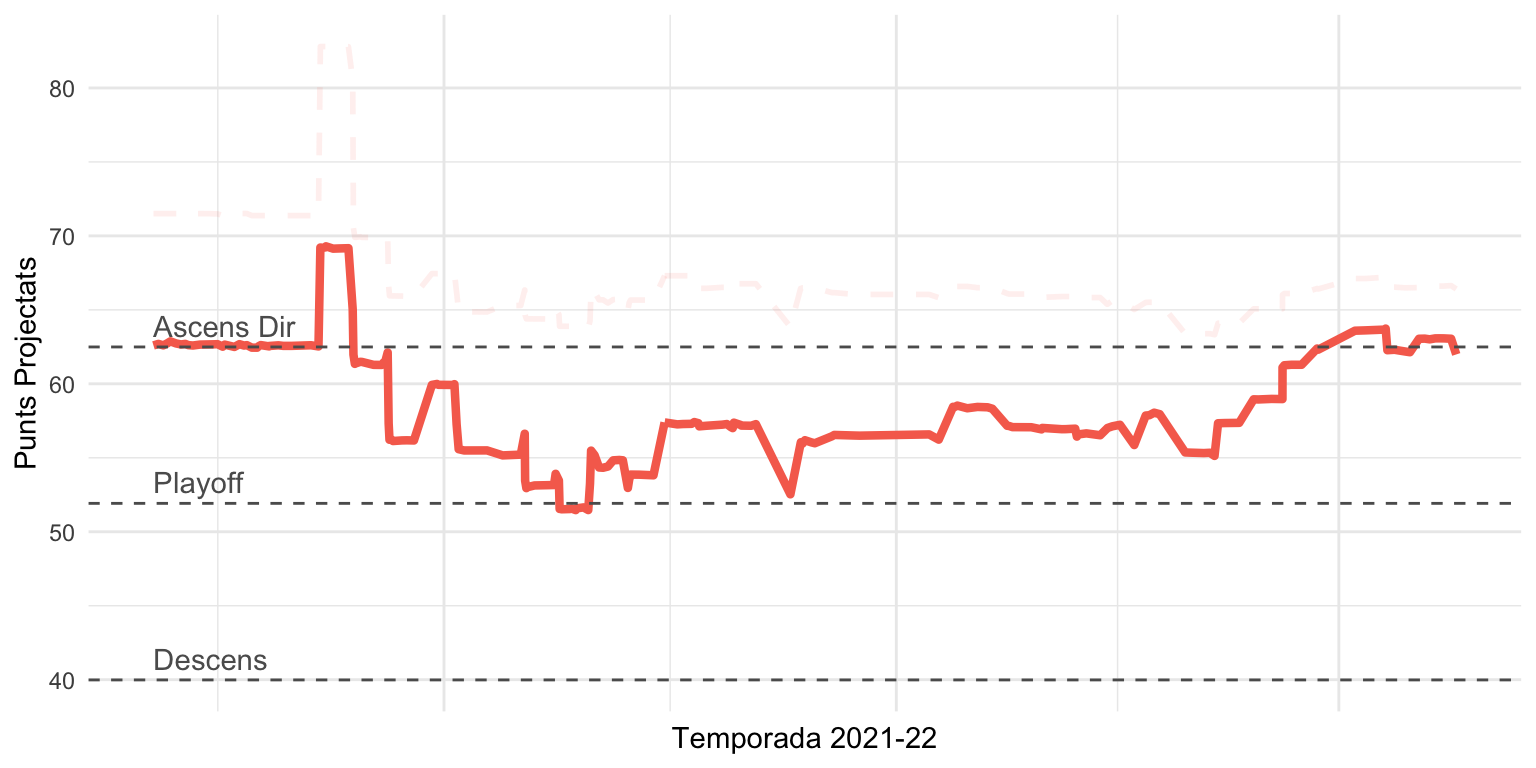 80
70
60
50
40
Punts Projectats
Ascens Dir
Playoff
Descens
Temporada 2021-22